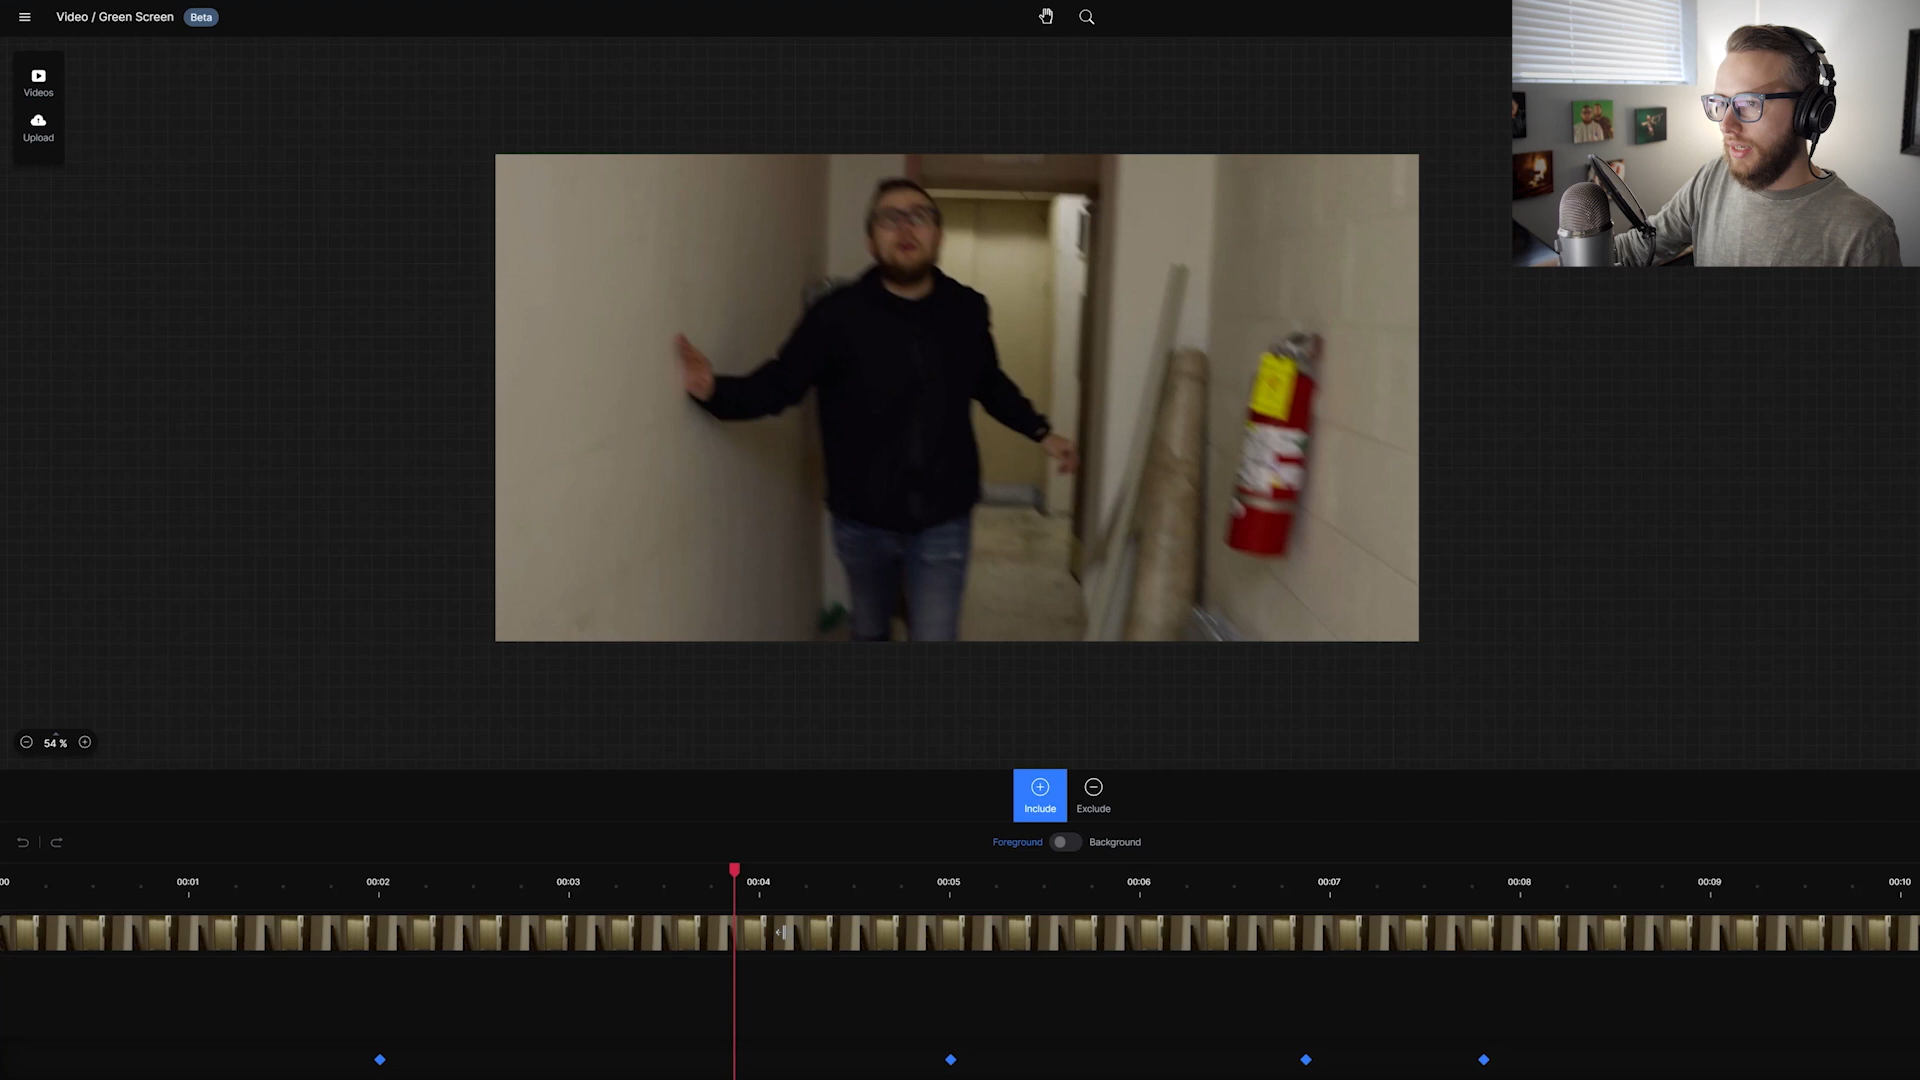 Video / Green Screen Beta
Videos
Upload
54 %
Include Exclude
Foreground Background
00 00:01 00:02 00:03 00:04 00:05 00:06 00:07 00:08 00:09 00:10